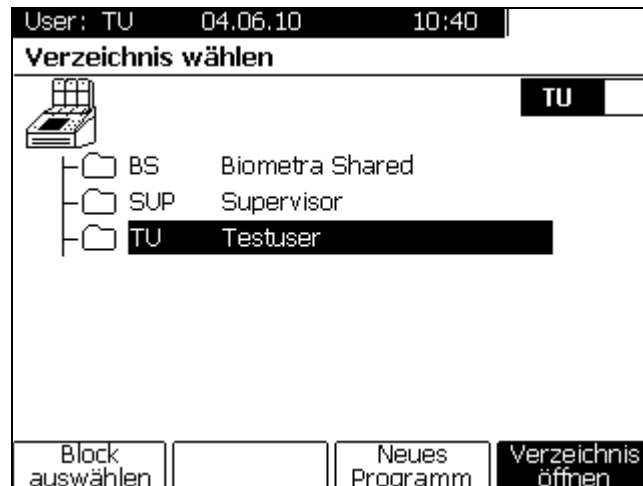 User: TU 04.06.10 10:40
Verzeichnis wählen
TU
BS Biometra Shared
SUP Supervisor
TU Testuser
Block auswählen
Neues Programm
Verzeichnis öffnen